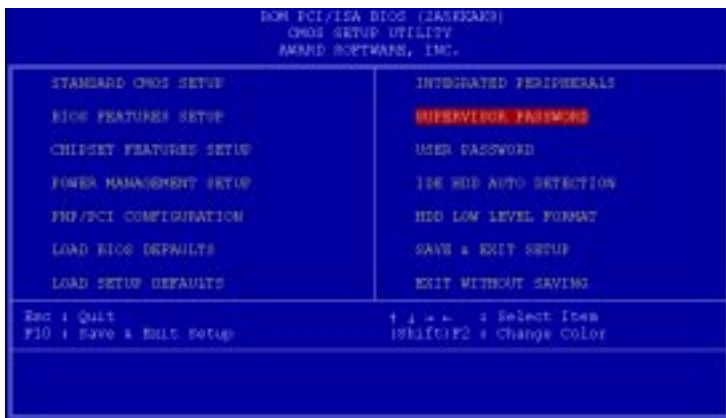 ROM PCI/ISA BIOS
CMOS SETUP UTILITY
AWARD SOFTWARE, INC.
STANDARD CMOS SETUP
BIOS FEATURES SETUP
CHIPSET FEATURES SETUP
POWER MANAGEMENT SETUP
PNP/PCI CONFIGURATION
LOAD BIOS DEFAULTS
LOAD SETUP DEFAULTS
INTEGRATED PERIPHERALS
SUPERVISOR PASSWORD
USER PASSWORD
IDE HDD AUTO DETECTION
HDD LOW LEVEL FORMAT
SAVE & EXIT SETUP
EXIT WITHOUT SAVING
Esc : Quit
F10 : Save & Exit Setup
↑ ↓ → ← : Select Item
(Shift)F2 : Change Color